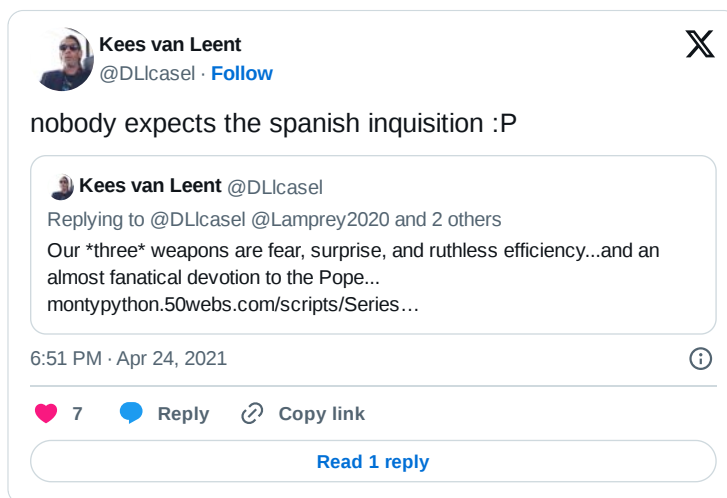 Kees van Leent
@DLlcasel · Follow
nobody expects the spanish inquisition :P
Kees van Leent @DLlcasel
Replying to @DLlcasel @Lamprey2020 and 2 others
Our *three* weapons are fear, surprise, and ruthless efficiency...and an
almost fanatical devotion to the Pope...
montypython.50webs.com/scripts/Series…
6:51 PM · Apr 24, 2021
7 Reply Copy link
Read 1 reply